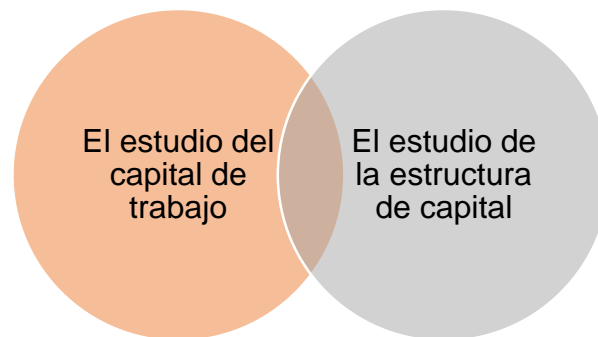 El estudio del
capital de
trabajo
El estudio de
la estructura
de capital